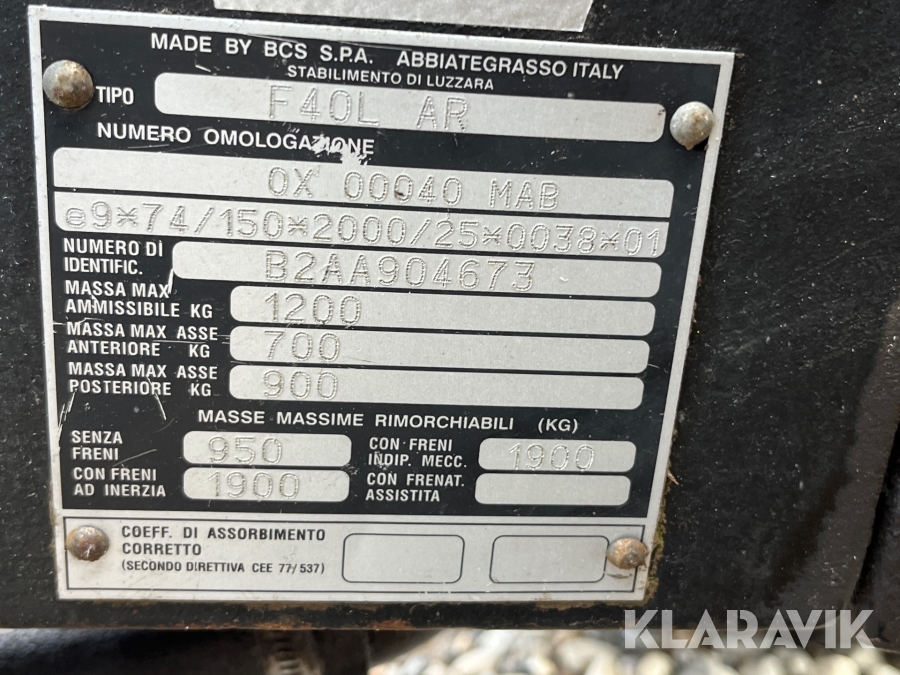 MADE BY BCS S.P.A. ABBIATEGRASSO ITALY
STABILIMENTO DI LUZZARA
TIPO F40L AR
NUMERO OMOLOGAZIONE
0X 00040 MAB
e9*74/150*2000/25*0038*01
NUMERO DI IDENTIFIC. B2AA904673
MASSA MAX AMMISSIBILE KG 1200
MASSA MAX ASSE ANTERIORE KG 700
MASSA MAX ASSE POSTERIORE KG 900
MASSE MASSIME RIMORCHIABILI (KG)
SENZA FRENI 950
CON FRENI INDIP. MECC. 1900
CON FRENI AD INERZIA 1900
CON FRENAT. ASSISTITA
COEFF. DI ASSORBIMENTO
CORRETTO
(SECONDO DIRETTIVA CEE 77/537)
KLARAVIK